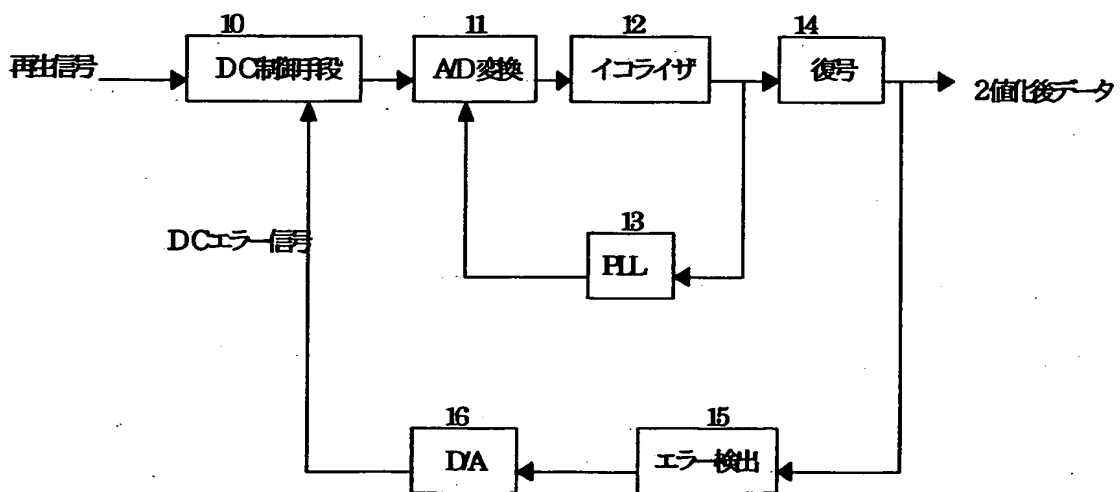 10
11
12
14
再生信号
DC制御手段
A/D変換
イコライザ
復号
2値化後データ
DCエラー信号
13
PLL
16
15
D/A
エラー検出